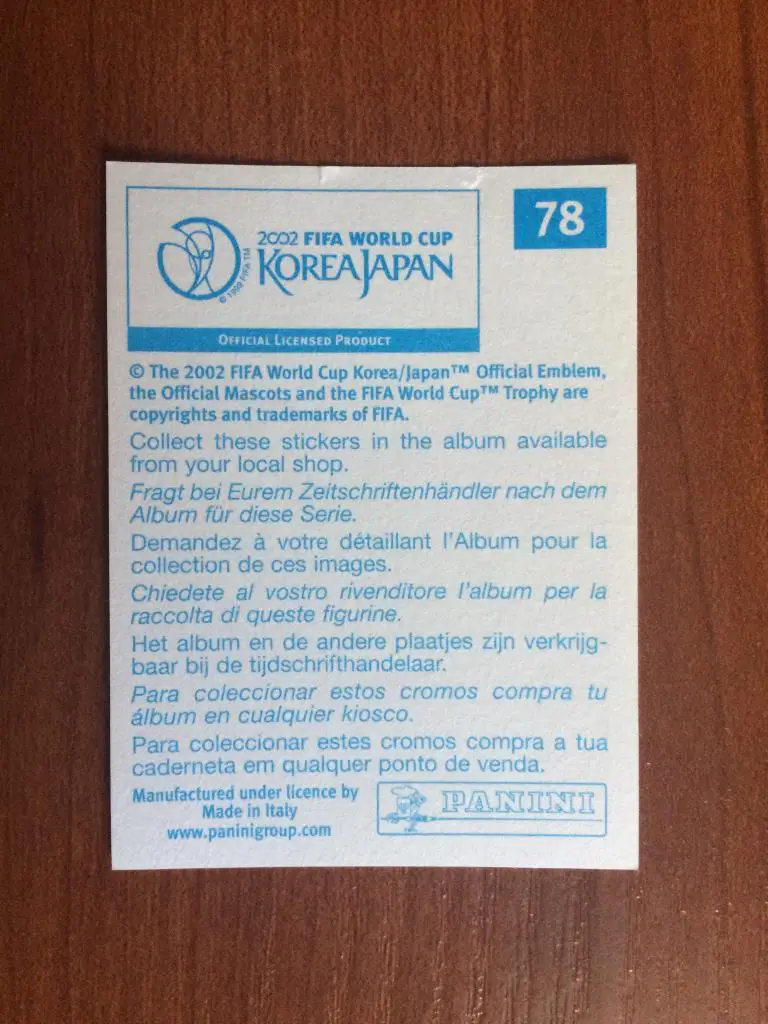 2002 FIFA WORLD CUP
KOREAJAPAN
© 1999 FIFA TM
OFFICIAL LICENSED PRODUCT
78
© The 2002 FIFA World Cup Korea/Japan™ Official Emblem,
the Official Mascots and the FIFA World Cup™ Trophy are
copyrights and trademarks of FIFA.
Collect these stickers in the album available
from your local shop.
Fragt bei Eurem Zeitschriftenhändler nach dem
Album für diese Serie.
Demandez à votre détaillant l'Album pour la
collection de ces images.
Chiedete al vostro rivenditore l'album per la
raccolta di queste figurine.
Het album en de andere plaatjes zijn verkrijg-
baar bij de tijdschrifthandelaar.
Para coleccionar estos cromos compra tu
álbum en cualquier kiosco.
Para coleccionar estes cromos compra a tua
caderneta em qualquer ponto de venda.
Manufactured under licence by
Made in Italy
www.paninigroup.com
PANINI